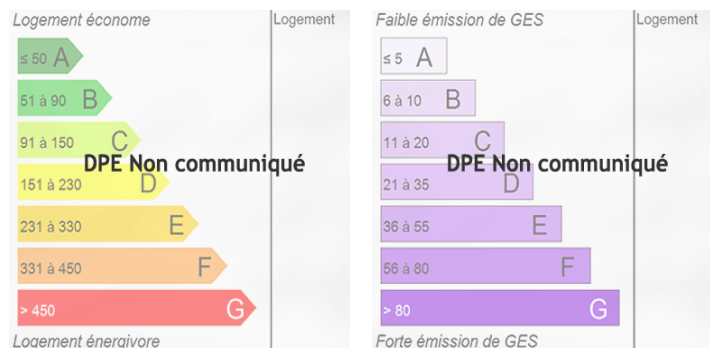 Logement économe
Logement
≤ 50 A
51 à 90 B
91 à 150 C
DPE Non communiqué
151 à 230 D
231 à 330 E
331 à 450 F
> 450 G
Logement énergivore
Faible émission de GES
Logement
≤ 5 A
6 à 10 B
11 à 20 C
DPE Non communiqué
21 à 35 D
36 à 55 E
56 à 80 F
> 80 G
Forte émission de GES